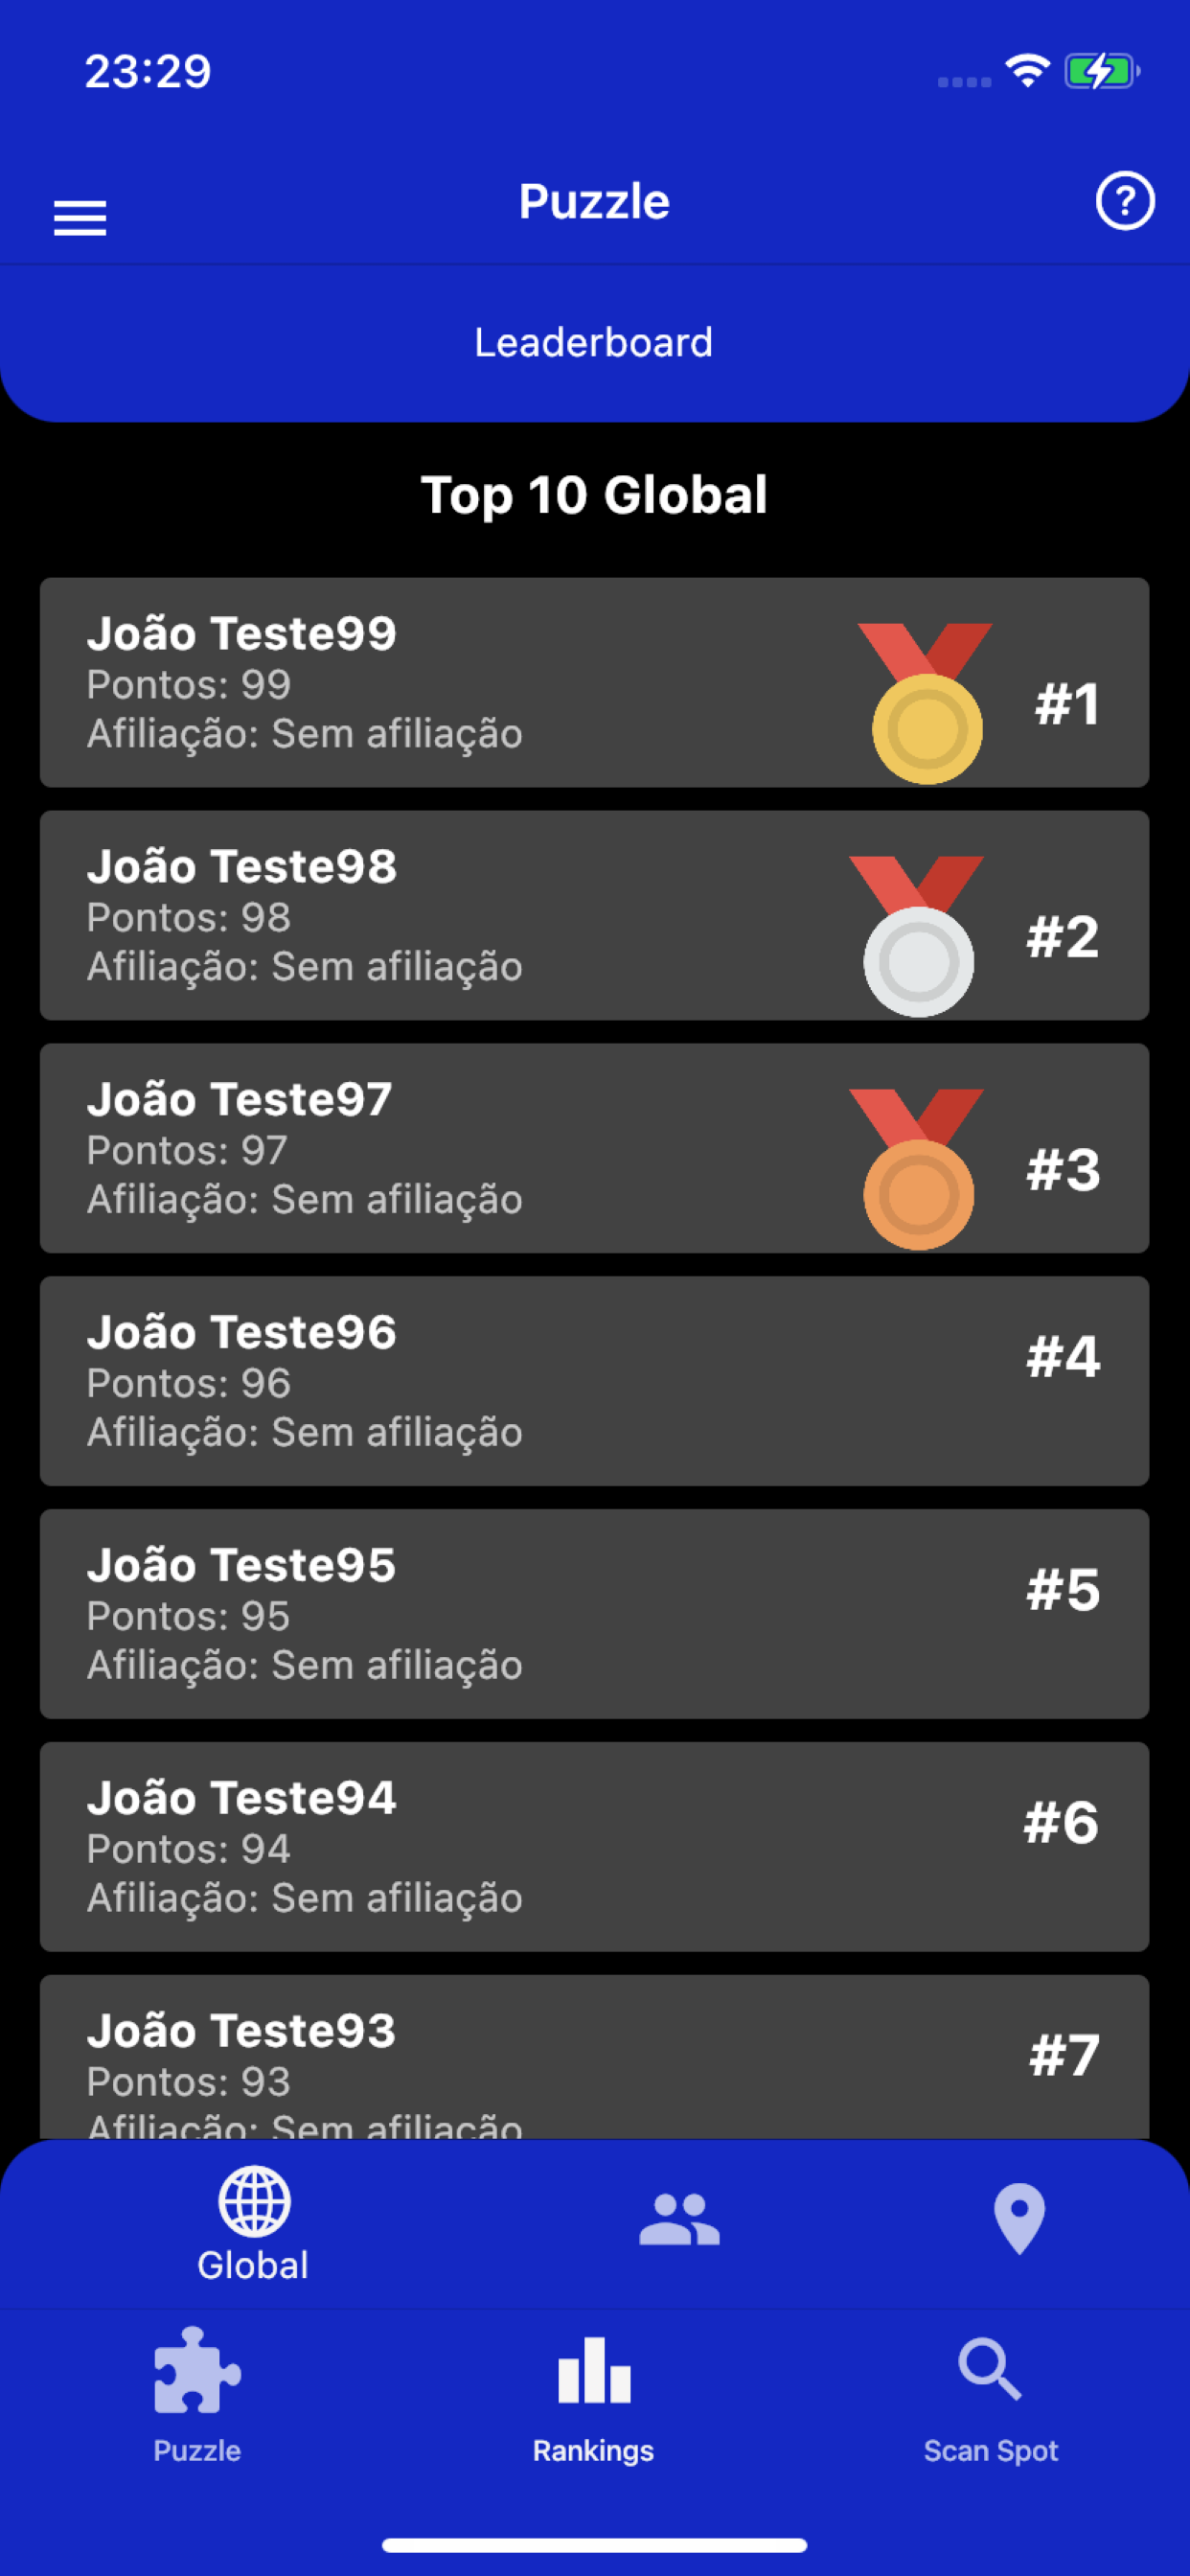 23:29
Puzzle
Leaderboard
Top 10 Global
João Teste99
Pontos: 99
Afiliação: Sem afiliação
#1
João Teste98
Pontos: 98
Afiliação: Sem afiliação
#2
João Teste97
Pontos: 97
Afiliação: Sem afiliação
#3
João Teste96
Pontos: 96
Afiliação: Sem afiliação
#4
João Teste95
Pontos: 95
Afiliação: Sem afiliação
#5
João Teste94
Pontos: 94
Afiliação: Sem afiliação
#6
João Teste93
Pontos: 93
Afiliação: Sem afiliação
#7
Global
Puzzle
Rankings
Scan Spot